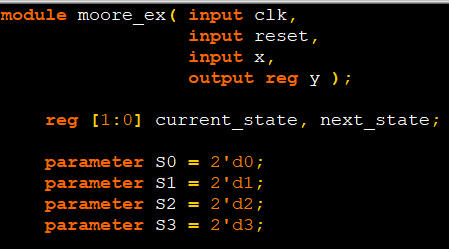 module moore_ex( input clk,
input reset,
input x,
output reg y );
reg [1:0] current_state, next_state;
parameter S0 = 2'd0;
parameter S1 = 2'd1;
parameter S2 = 2'd2;
parameter S3 = 2'd3;